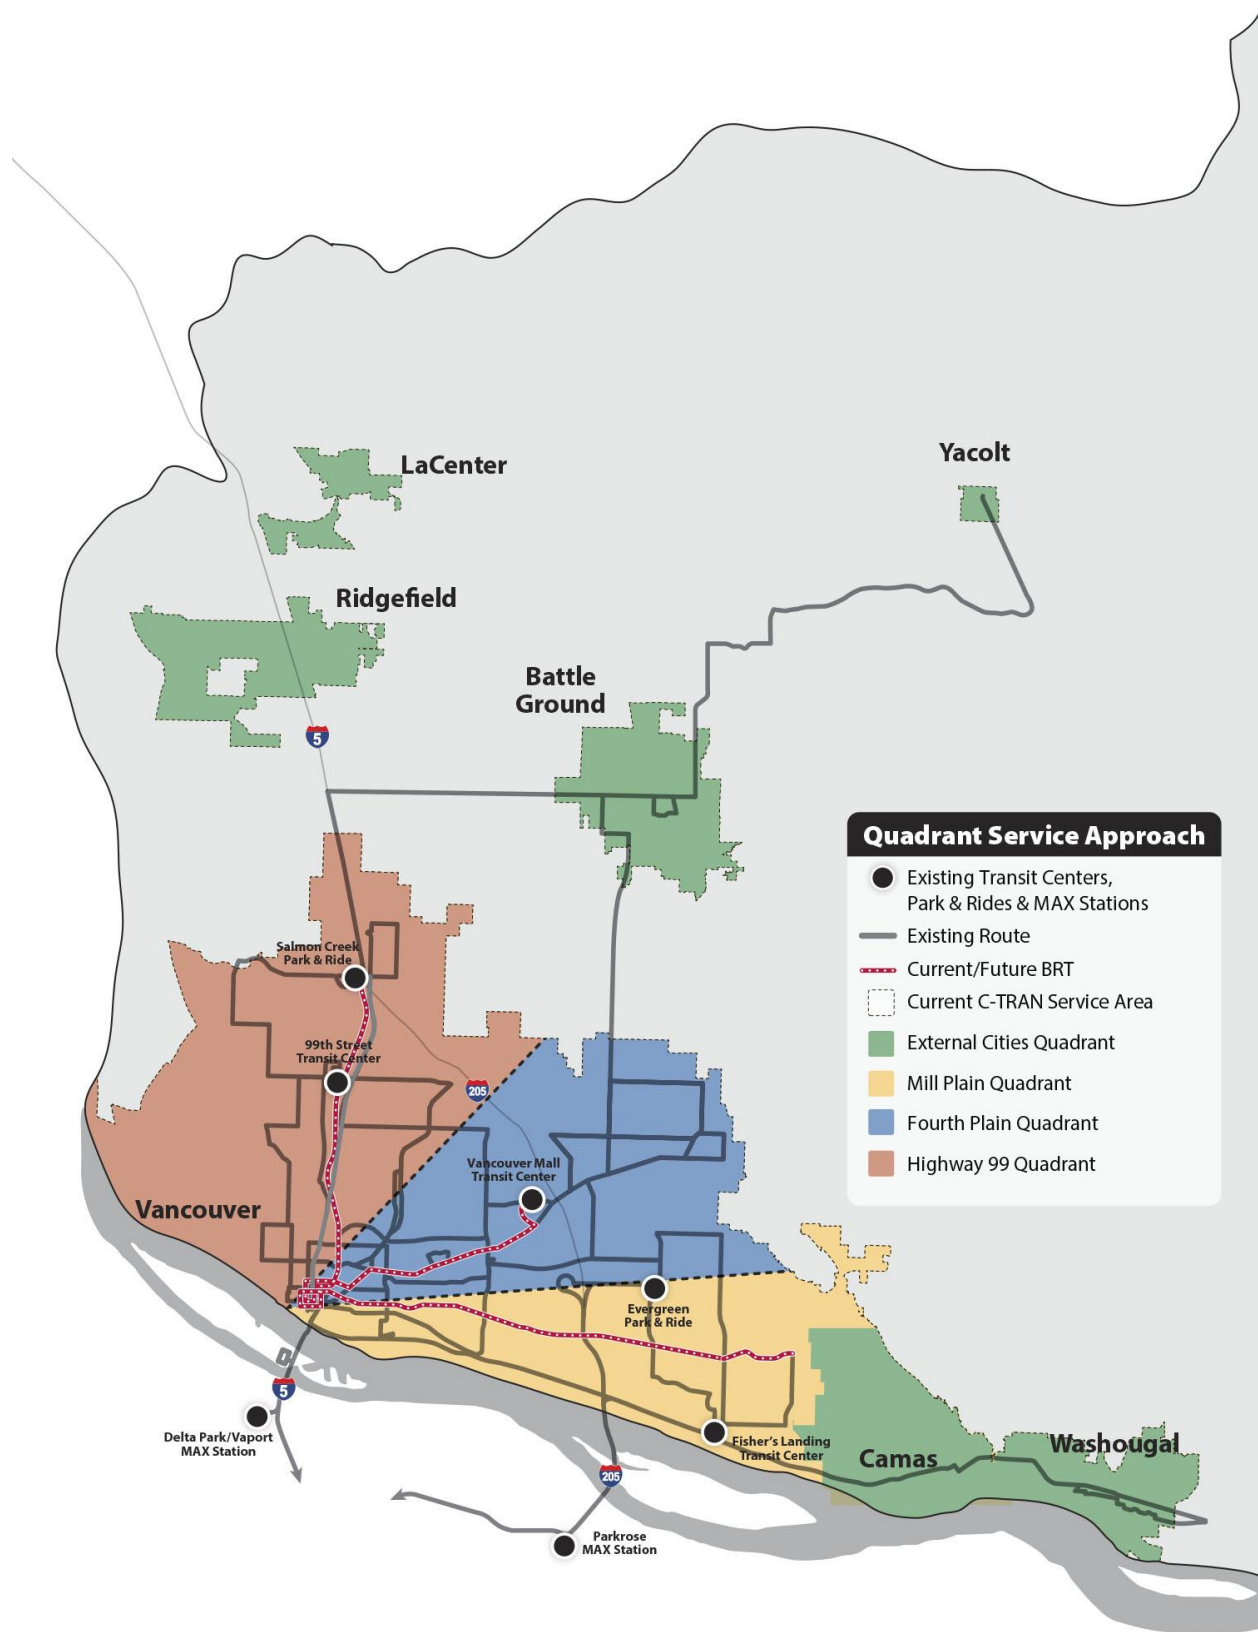 LaCenter
Yacolt
Ridgefield
Battle
Ground
5
Quadrant Service Approach
Existing Transit Centers,
Park & Rides & MAX Stations
Existing Route
Current/Future BRT
Current C-TRAN Service Area
External Cities Quadrant
Mill Plain Quadrant
Fourth Plain Quadrant
Highway 99 Quadrant
Salmon Creek
Park & Ride
99th Street
Transit Center
205
Vancouver Mall
Transit Center
Vancouver
Evergreen
Park & Ride
5
Delta Park/Vaport
MAX Station
Fisher's Landing
Transit Center
Camas
Washougal
205
Parkrose
MAX Station